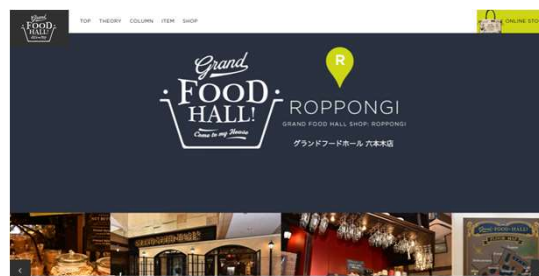 Grand
FOOD
HALL!
TOP THEORY COLUMN ITEM SHOP
ONLINE STO
Grand
FOOD
HALL!
Come to my House
R
ROPPONGI
GRAND FOOD HALL SHOP: ROPPONGI
グランドフードホール 六本木店